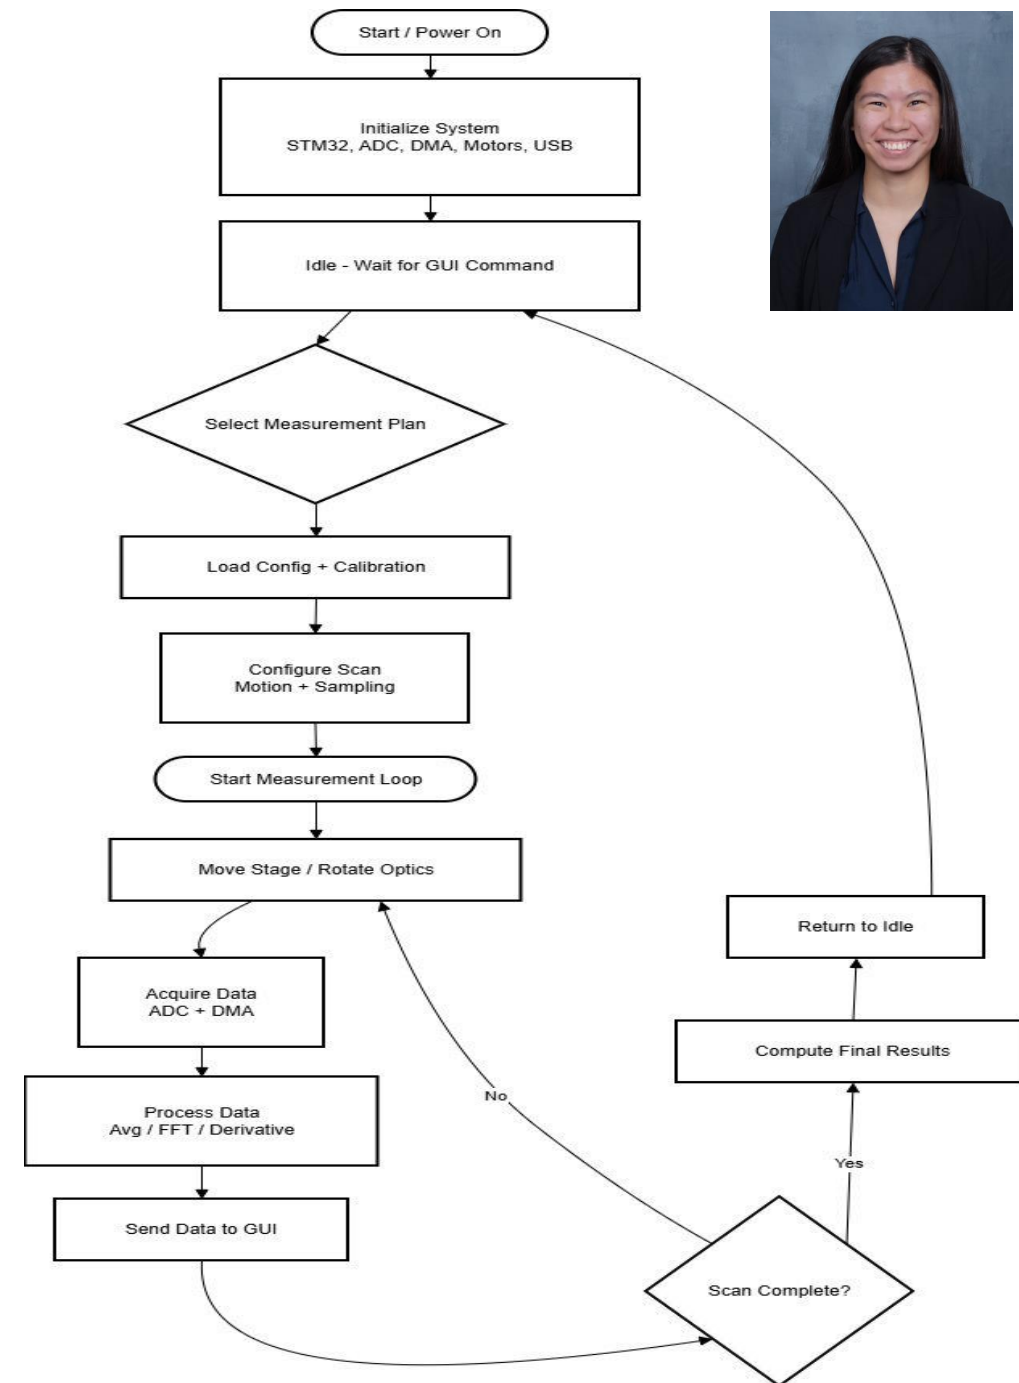 Start / Power On
Initialize System
STM32, ADC, DMA, Motors, USB
Idle - Wait for GUI Command
Select Measurement Plan
Load Config + Calibration
Configure Scan
Motion + Sampling
Start Measurement Loop
Move Stage / Rotate Optics
Acquire Data
ADC + DMA
Process Data
Avg / FFT / Derivative
Send Data to GUI
Scan Complete?
No
Yes
Compute Final Results
Return to Idle